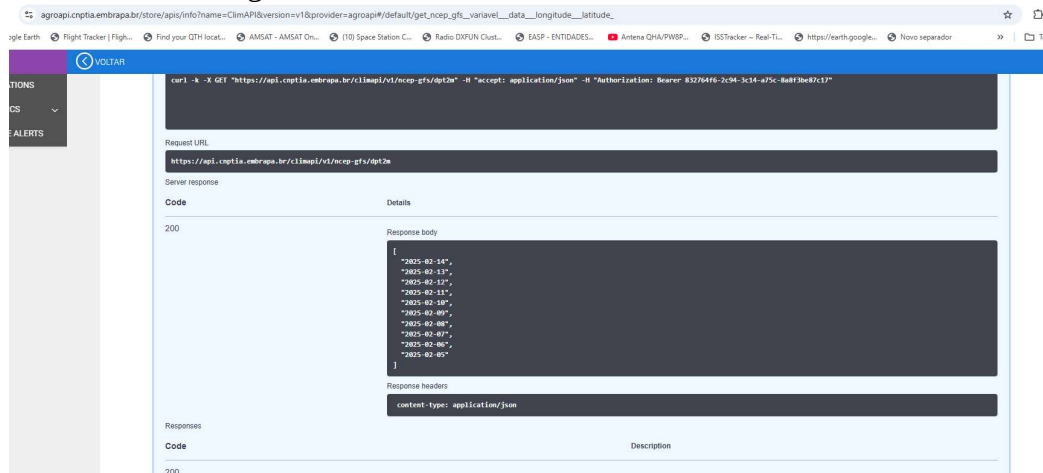 agroapi.cnptia.embrapa.br/store/apis/info?name=ClimAPI&version=v1&provider=agroapi#/default/get_ncep_gfs__variavel__data__longitude__latitude_
ogle Earth Flight Tracker | Fligh... Find your QTH locat... AMSAT - AMSAT On... (10) Space Station C... Radio DXFUN Clust... EASP - ENTIDADES... Antena QHA/PW8P... ISSTracker ~ Real-Ti... https://earth.google... Novo separador »
VOLTAR
ATIONS
CS
E ALERTS
curl -k -X GET "https://api.cnptia.embrapa.br/climapi/v1/ncep-gfs/dpt2m" -H "accept: application/json" -H "Authorization: Bearer 832764f6-2c94-3c14-a75c-8a8f3be87c17"
Request URL
https://api.cnptia.embrapa.br/climapi/v1/ncep-gfs/dpt2m
Server response
Code Details
200
Response body
[
"2025-02-14",
"2025-02-13",
"2025-02-12",
"2025-02-11",
"2025-02-10",
"2025-02-09",
"2025-02-08",
"2025-02-07",
"2025-02-06",
"2025-02-05"
]
Response headers
content-type: application/json
Responses
Code Description
200